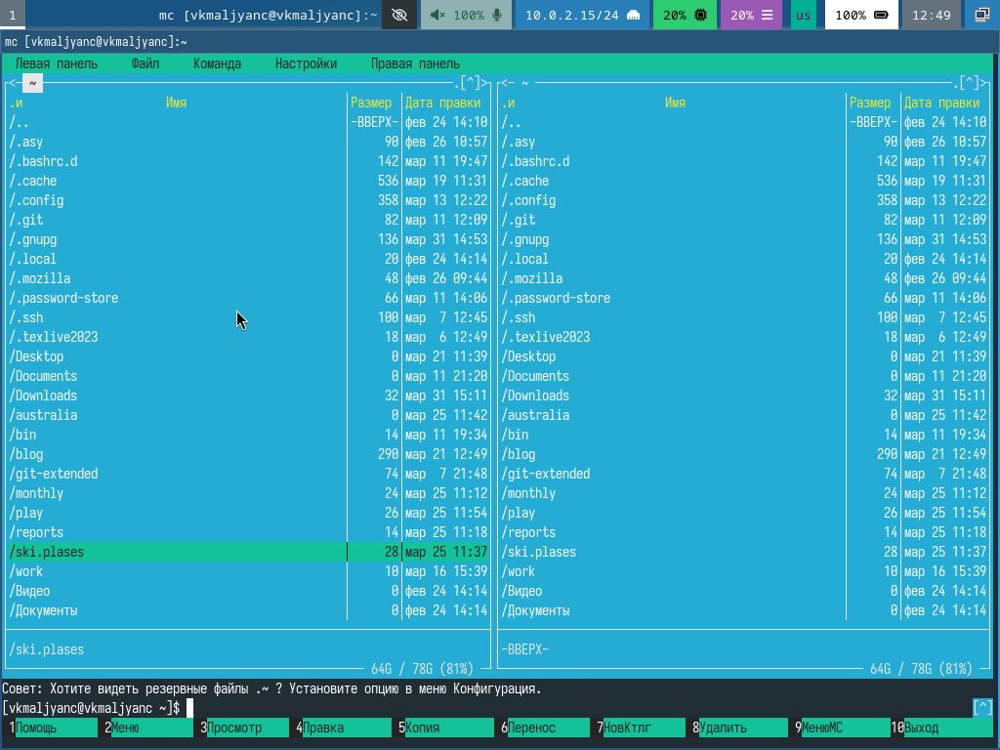 1 mc [vkmaljyanc@vkmaljyanc]:~ 100% 10.0.2.15/24 20% 20% us 100% 12:49
mc [vkmaljyanc@vkmaljyanc]:~
Левая панель Файл Команда Настройки Правая панель
<─ ~ .[^]> <─ ~ .[^]>
.и Имя Размер Дата правки .и Имя Размер Дата правки
/.. -ВВЕРХ- фев 24 14:10 /.. -ВВЕРХ- фев 24 14:10
/.asy 90 фев 26 10:57 /.asy 90 фев 26 10:57
/.bashrc.d 142 мар 11 19:47 /.bashrc.d 142 мар 11 19:47
/.cache 536 мар 19 11:31 /.cache 536 мар 19 11:31
/.config 358 мар 13 12:22 /.config 358 мар 13 12:22
/.git 82 мар 11 12:09 /.git 82 мар 11 12:09
/.gnupg 136 мар 31 14:53 /.gnupg 136 мар 31 14:53
/.local 20 фев 24 14:14 /.local 20 фев 24 14:14
/.mozilla 48 фев 26 09:44 /.mozilla 48 фев 26 09:44
/.password-store 66 мар 11 14:06 /.password-store 66 мар 11 14:06
/.ssh 100 мар 7 12:45 /.ssh 100 мар 7 12:45
/.texlive2023 18 мар 6 12:49 /.texlive2023 18 мар 6 12:49
/Desktop 0 мар 21 11:39 /Desktop 0 мар 21 11:39
/Documents 0 мар 11 21:20 /Documents 0 мар 11 21:20
/Downloads 32 мар 31 15:11 /Downloads 32 мар 31 15:11
/australia 0 мар 25 11:42 /australia 0 мар 25 11:42
/bin 14 мар 11 19:34 /bin 14 мар 11 19:34
/blog 290 мар 21 12:49 /blog 290 мар 21 12:49
/git-extended 74 мар 7 21:48 /git-extended 74 мар 7 21:48
/monthly 24 мар 25 11:12 /monthly 24 мар 25 11:12
/play 26 мар 25 11:54 /play 26 мар 25 11:54
/reports 14 мар 25 11:18 /reports 14 мар 25 11:18
/ski.plases 28 мар 25 11:37 /ski.plases 28 мар 25 11:37
/work 10 мар 16 15:39 /work 10 мар 16 15:39
/Видео 0 фев 24 14:14 /Видео 0 фев 24 14:14
/Документы 0 фев 24 14:14 /Документы 0 фев 24 14:14
/ski.plases -ВВЕРХ-
64G / 78G (81%) 64G / 78G (81%)
Совет: Хотите видеть резервные файлы .~ ? Установите опцию в меню Конфигурация.
[vkmaljyanc@vkmaljyanc ~]$ [^]
1Помощь 2Меню 3Просмотр 4Правка 5Копия 6Перенос 7НовКтлг 8Удалить 9МенюMC 10Выход